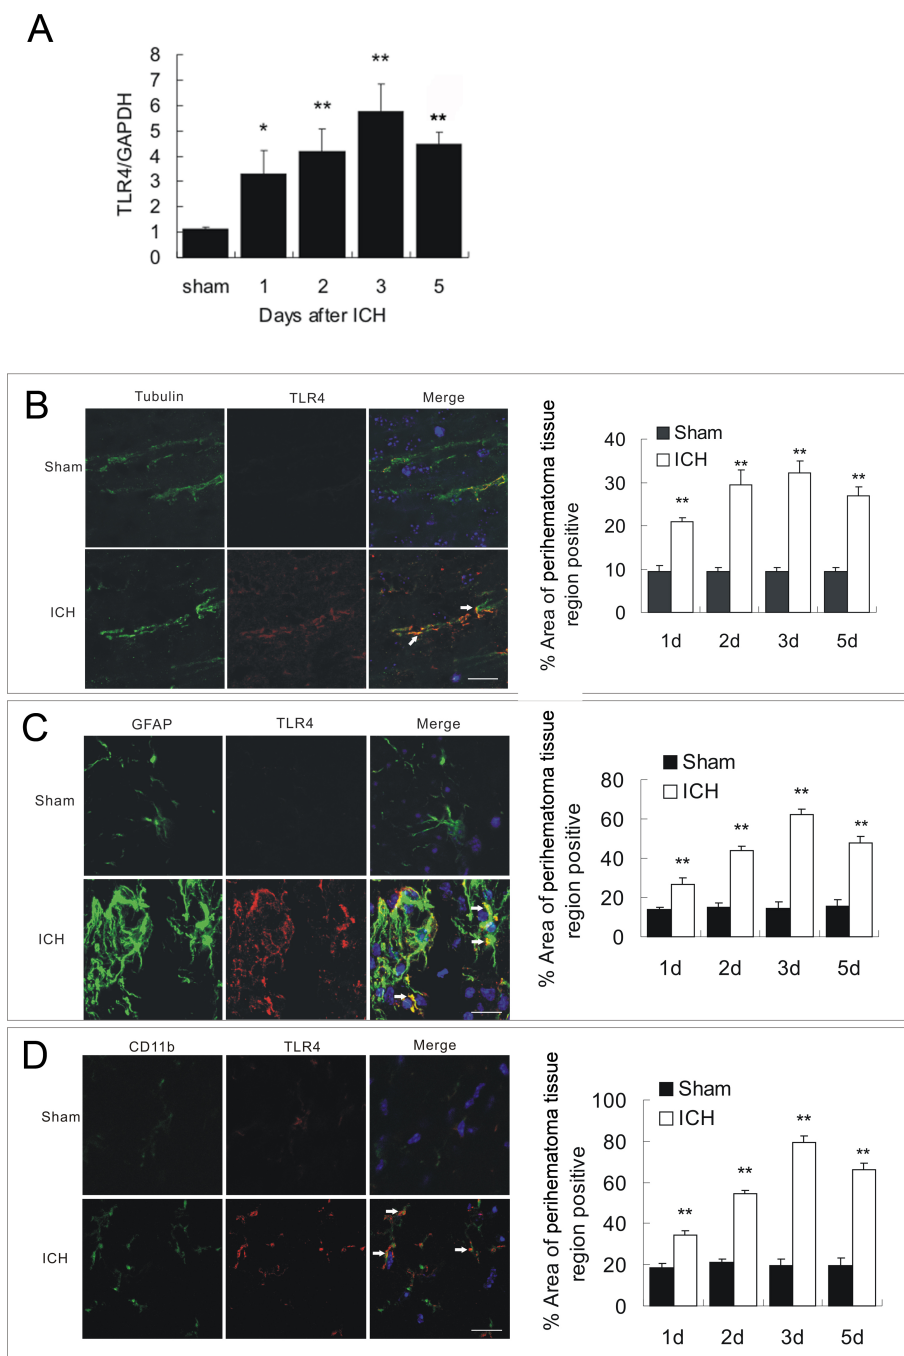 A
TLR4/GAPDH
8
7
6
5
4
3
2
1
0
*
**
**
**
sham 1 2 3 5
Days after ICH
B
Tubulin TLR4 Merge
Sham
ICH
% Area of perihematoma tissue
region positive
Sham
ICH
40
30
20
10
0
**
**
**
**
1d 2d 3d 5d
C
GFAP TLR4 Merge
Sham
ICH
% Area of perihematoma tissue
region positive
Sham
ICH
80
60
40
20
0
**
**
**
**
1d 2d 3d 5d
D
CD11b TLR4 Merge
Sham
ICH
% Area of perihematoma tissue
region positive
Sham
ICH
100
80
60
40
20
0
**
**
**
**
1d 2d 3d 5d